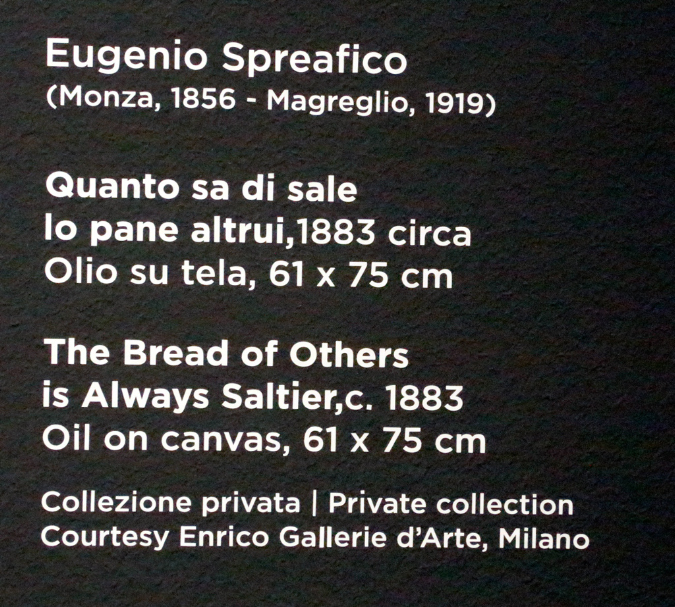 Eugenio Spreafico
(Monza, 1856 - Magreglio, 1919)
Quanto sa di sale
lo pane altrui,1883 circa
Olio su tela, 61 x 75 cm
The Bread of Others
is Always Saltier,c. 1883
Oil on canvas, 61 x 75 cm
Collezione privata | Private collection
Courtesy Enrico Gallerie d'Arte, Milano